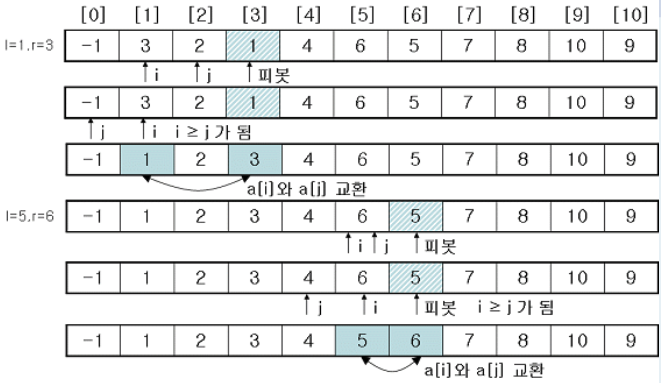 [0] [1] [2] [3] [4] [5] [6] [7] [8] [9] [10]
l=1,r=3 -1 3 2 1 4 6 5 7 8 10 9
i j 피봇
-1 3 2 1 4 6 5 7 8 10 9
j i i ≥ j가 됨
-1 1 2 3 4 6 5 7 8 10 9
a[i]와 a[j] 교환
l=5,r=6 -1 1 2 3 4 6 5 7 8 10 9
i j 피봇
-1 1 2 3 4 6 5 7 8 10 9
j i 피봇 i ≥ j가 됨
-1 1 2 3 4 5 6 7 8 10 9
a[i]와 a[j] 교환